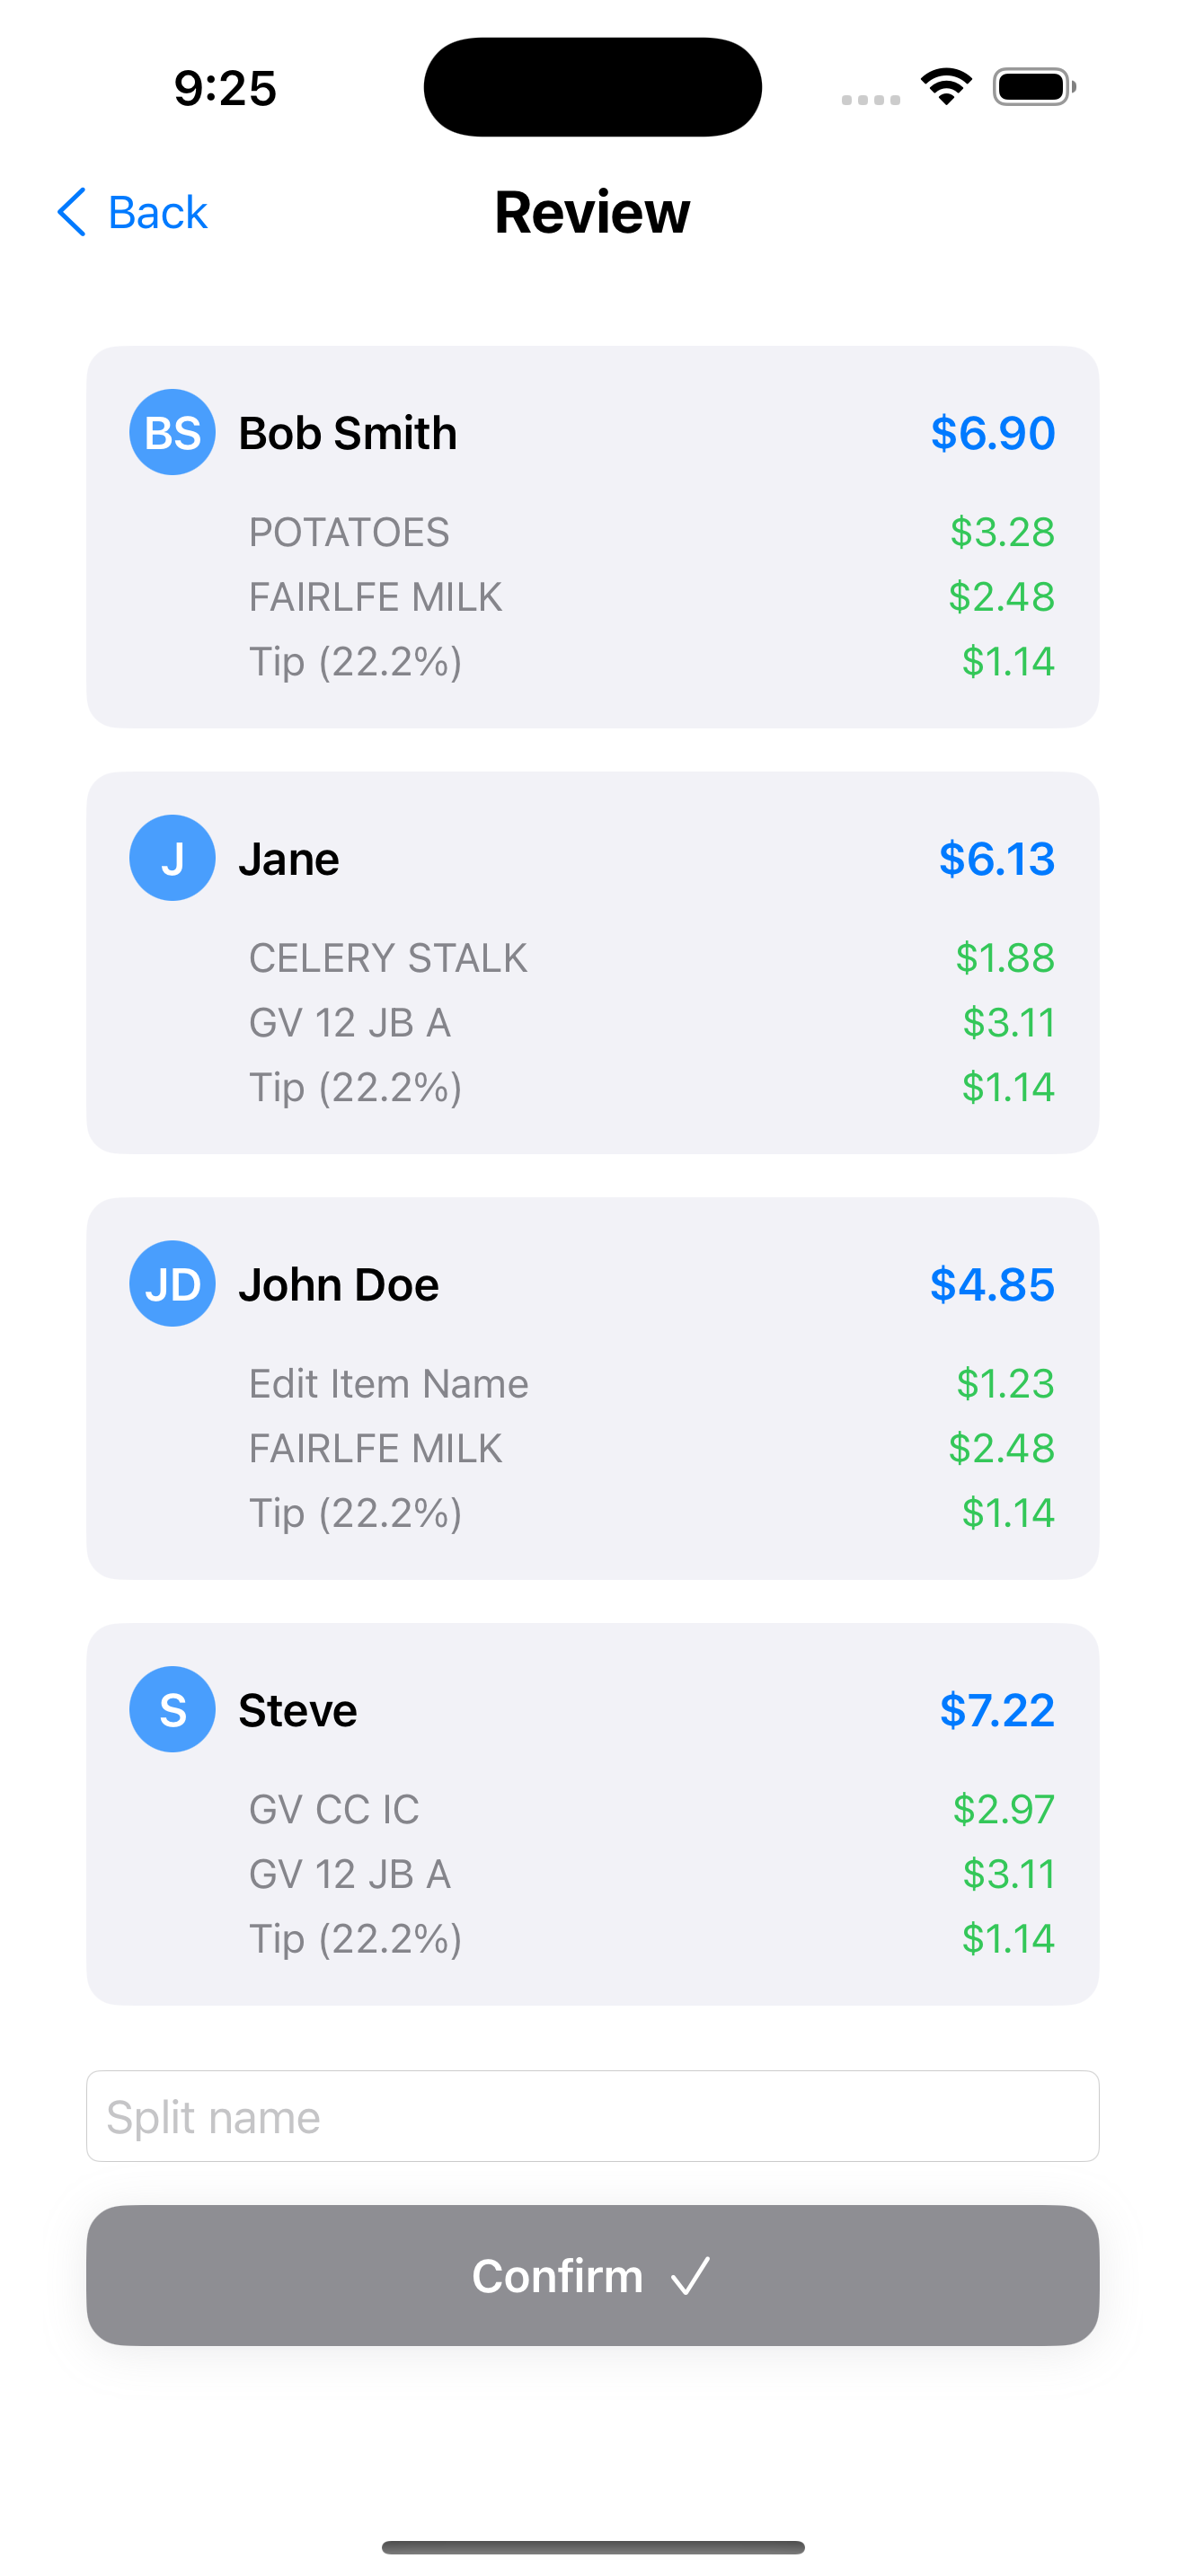 9:25
Back Review
BS Bob Smith $6.90
POTATOES $3.28
FAIRLFE MILK $2.48
Tip (22.2%) $1.14
J Jane $6.13
CELERY STALK $1.88
GV 12 JB A $3.11
Tip (22.2%) $1.14
JD John Doe $4.85
Edit Item Name $1.23
FAIRLFE MILK $2.48
Tip (22.2%) $1.14
S Steve $7.22
GV CC IC $2.97
GV 12 JB A $3.11
Tip (22.2%) $1.14
Split name
Confirm ✓